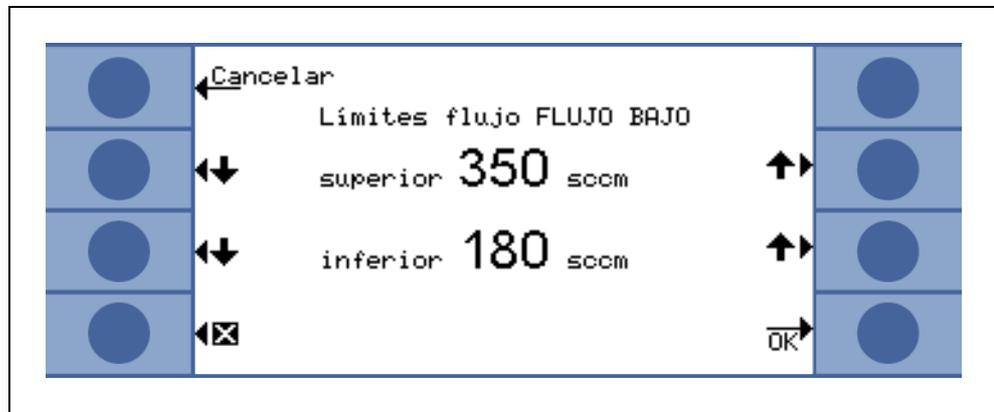 Cancelar
Límites flujo FLUJO BAJO
superior 350 sccm
inferior 180 sccm
OK